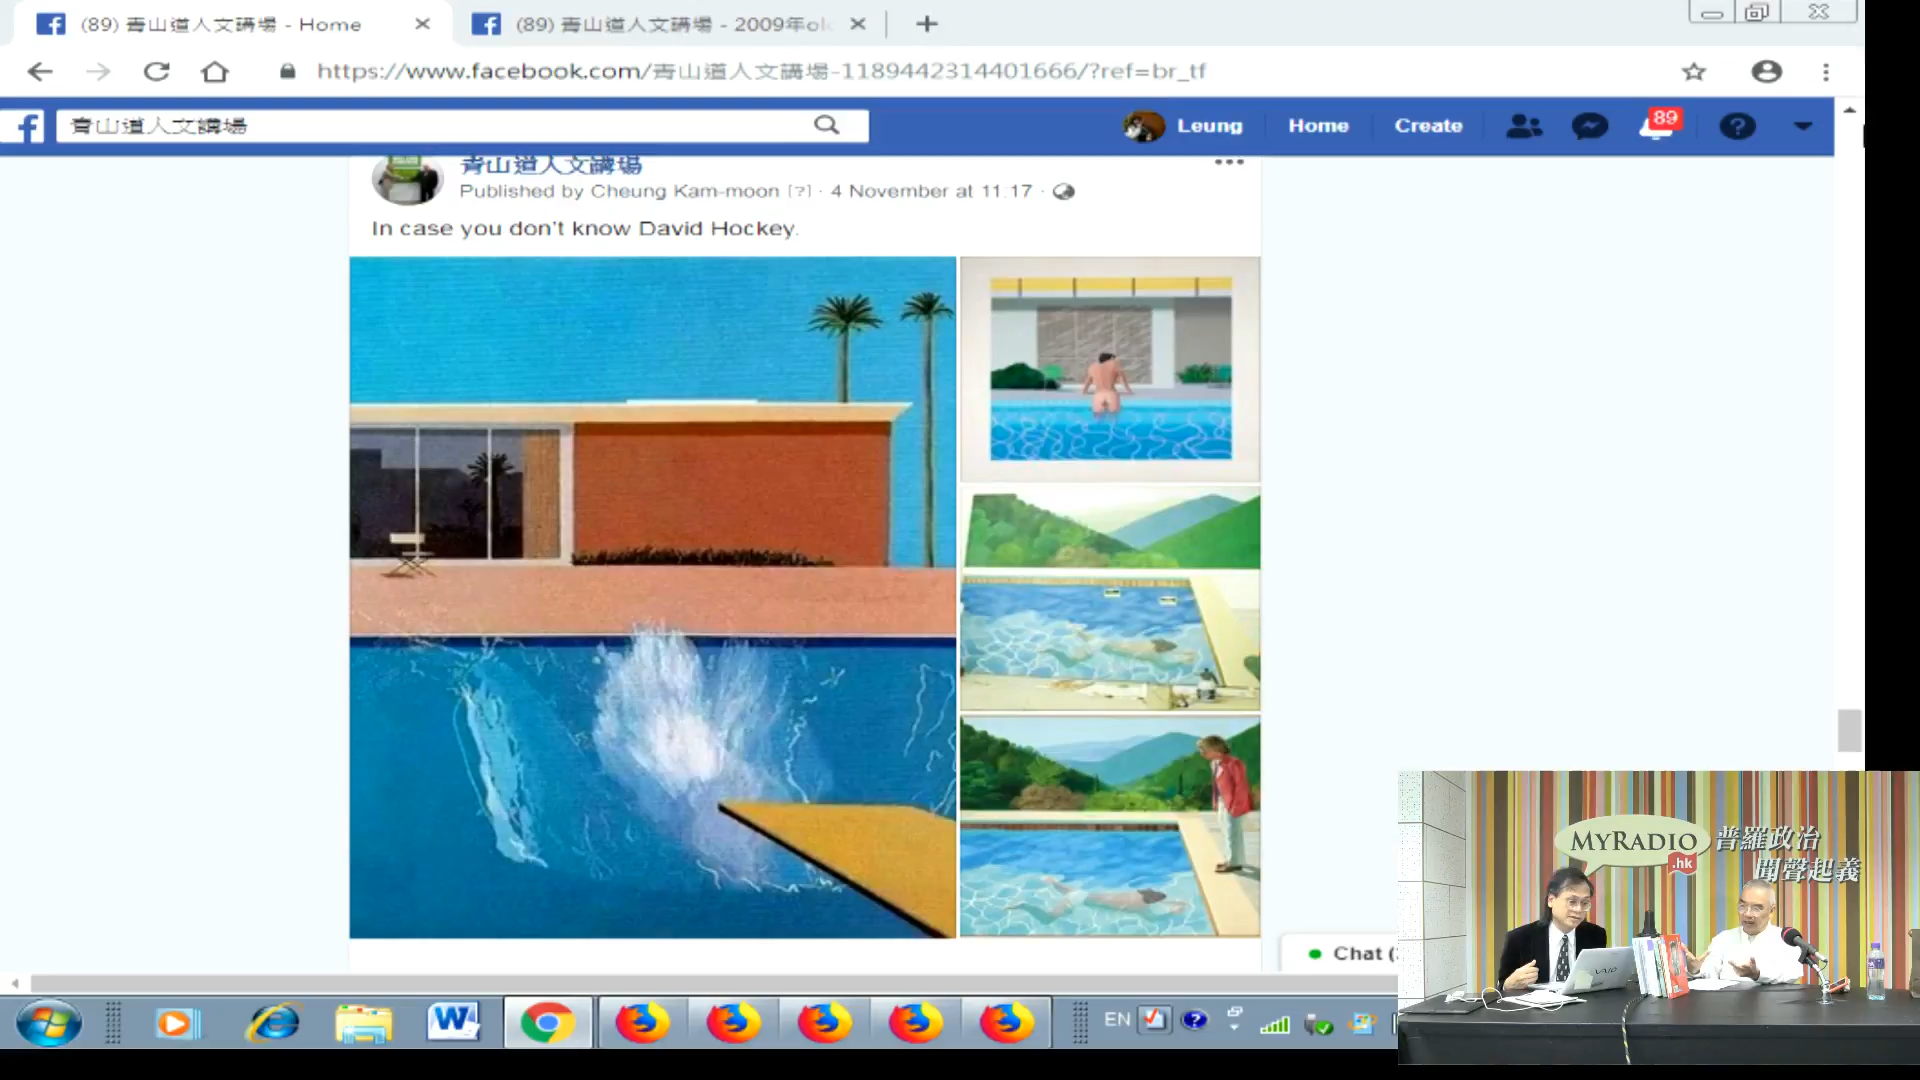 (89) 青山道人文講場 - Home
(89) 青山道人文講場 - 2009年ol
https://www.facebook.com/青山道人文講場-1189442314401666/?ref=br_tf
青山道人文講場
Leung
Home
Create
89
青山道人文講場
Published by Cheung Kam-moon [?] · 4 November at 11:17 ·
In case you don't know David Hockey.
Chat (
MYRADIO
.hk
普羅政治
聞聲起義
VAIO
EN